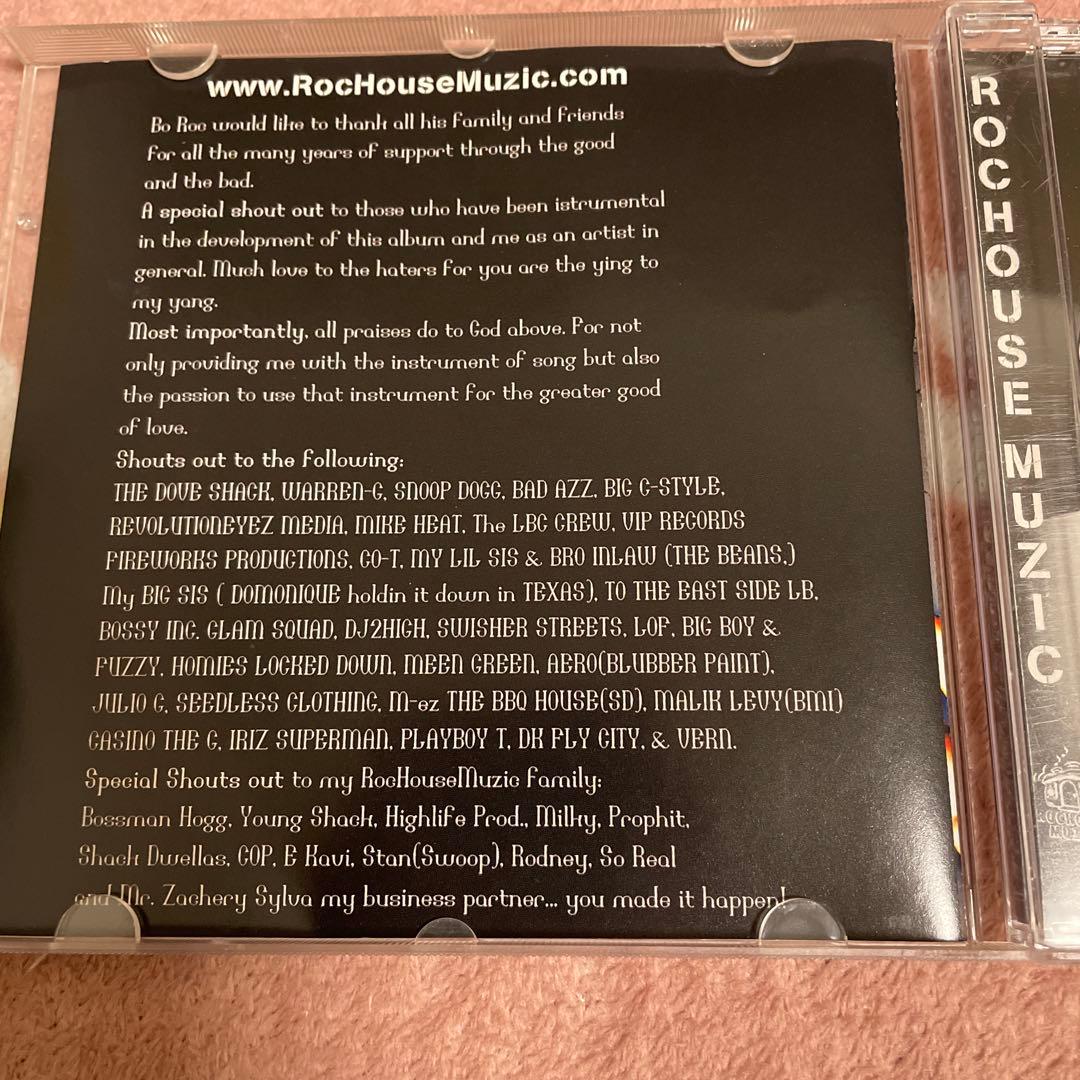 www.RocHouseMuzic.com
Bo Roc would like to thank all his family and friends
for all the many years of support through the good
and the bad.
A special shout out to those who have been istrumental
in the development of this album and me as an artist in
general. Much love to the haters for you are the ying to
my yang.
Most importantly, all praises do to God above. For not
only providing me with the instrument of song but also
the passion to use that instrument for the greater good
of love.
Shouts out to the following:
THE DOVE SHACK, WARREN-G, SNOOP DOGG, BAD AZZ, BIG C-STYLE,
REVOLUTIONEYEZ MEDIA, MIKE HEAT, The LBC CREW, VIP RECORDS
FIREWORKS PRODUCTIONS, CO-T, MY LIL SIS & BRO INLAW (THE BEANS,)
My BIG SIS ( DOMONIQUE holdin it down in TEXAS), TO THE EAST SIDE LB,
BOSSY INC. GLAM SQUAD, DJ2HIGH, SWISHER STREETS, LOF, BIG BOY &
FUZZY, HOMIES LOCKED DOWN, MEEN GREEN, AERO(BLUBBER PAINT),
JULIO G, SEEDLESS CLOTHING, M-ez THE BBQ HOUSE(SD), MALIK LEVY(BMI)
CASINO THE G, IRIZ SUPERMAN, PLAYBOY T, DK FLY CITY, & VERN.
Special Shouts out to my RocHouseMuzic family:
Bossman Hogg, Young Shack, Highlife Prod., Milky, Prophit,
Shack Dwellas, COP, E Kavi, Stan(Swoop), Rodney, So Real
and Mr. Zachery Sylva my business partner... you made it happen!
ROCHOUSE MUZIC